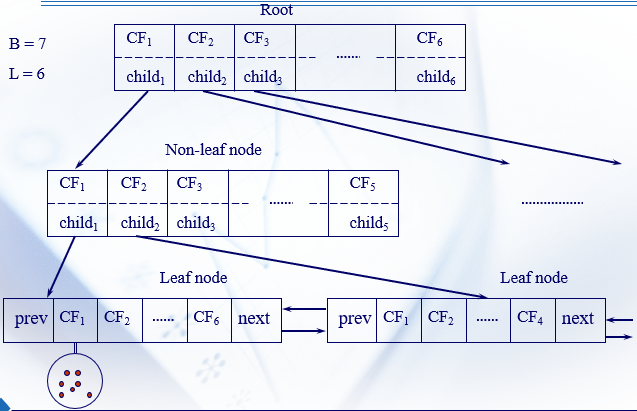 Root
B = 7
L = 6
CF1 CF2 CF3 ...... CF6
child1 child2 child3 child6
Non-leaf node
CF1 CF2 CF3 ...... CF5
child1 child2 child3 child5
...............
Leaf node Leaf node
prev CF1 CF2 ...... CF6 next prev CF1 CF2 ...... CF4 next